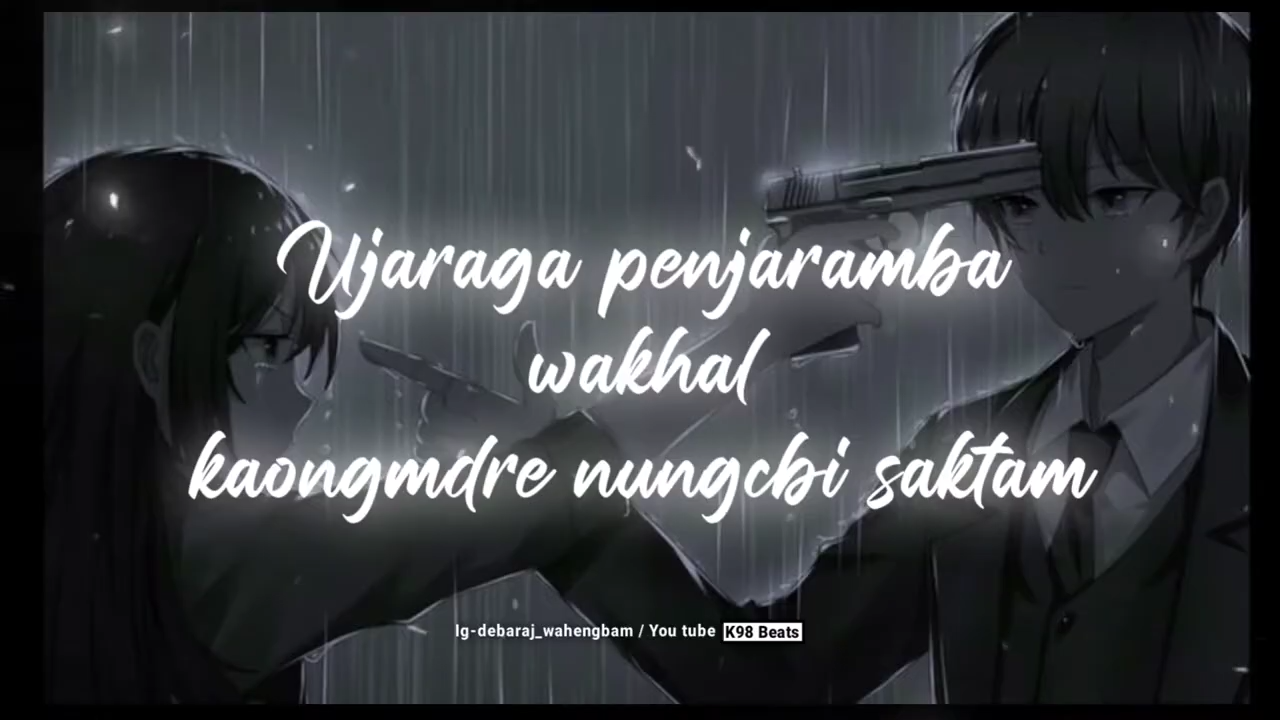 Ujaraga penjaramba
wakhal
kaongmdre nungcbi saktam
Ig-debaraj_wahengbam / You tube K98 Beats